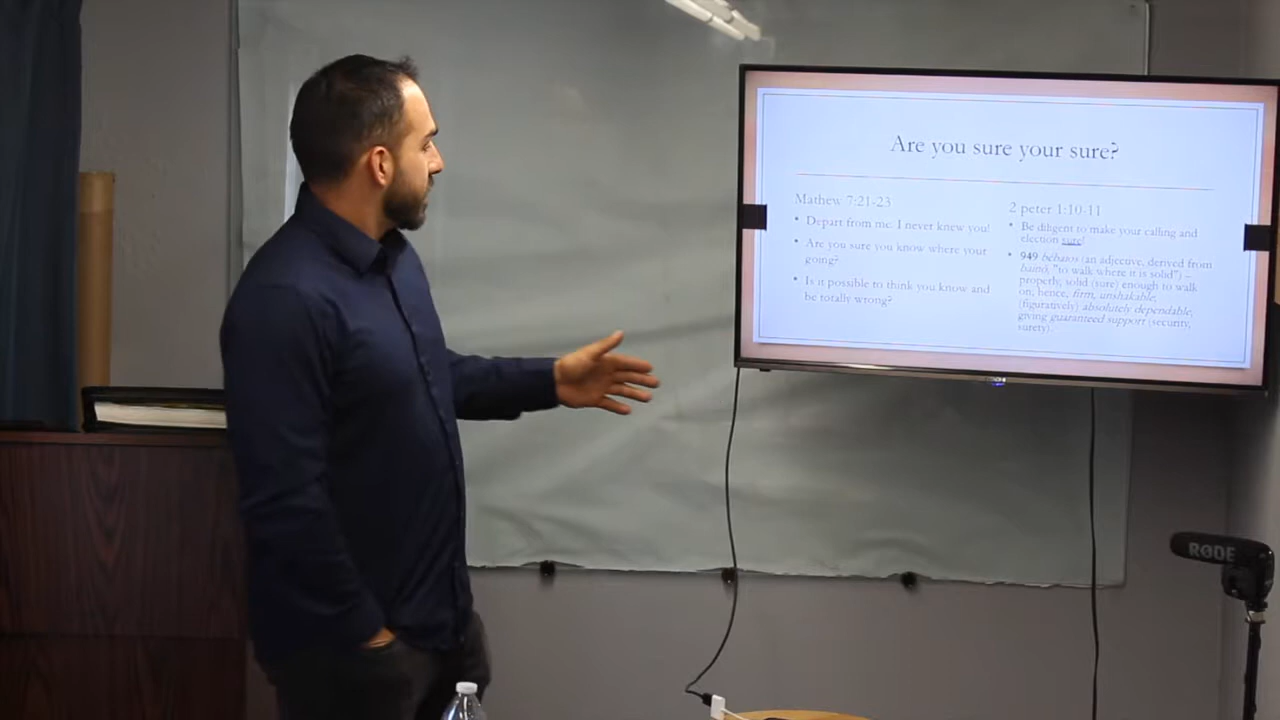 Are you sure your sure?
Mathew 7:21-23
• Depart from me. I never knew you!
• Are you sure you know where your
going?
• Is it possible to think you know and
be totally wrong?
2 peter 1:10-11
• Be diligent to make your calling and
election sure!
• 949 bébaios (an adjective, derived from
bainō, "to walk where it is solid") –
properly, solid (sure) enough to walk
on; hence, firm, unshakable;
(figuratively) absolutely dependable,
giving guaranteed support (security,
surety).
RØDE